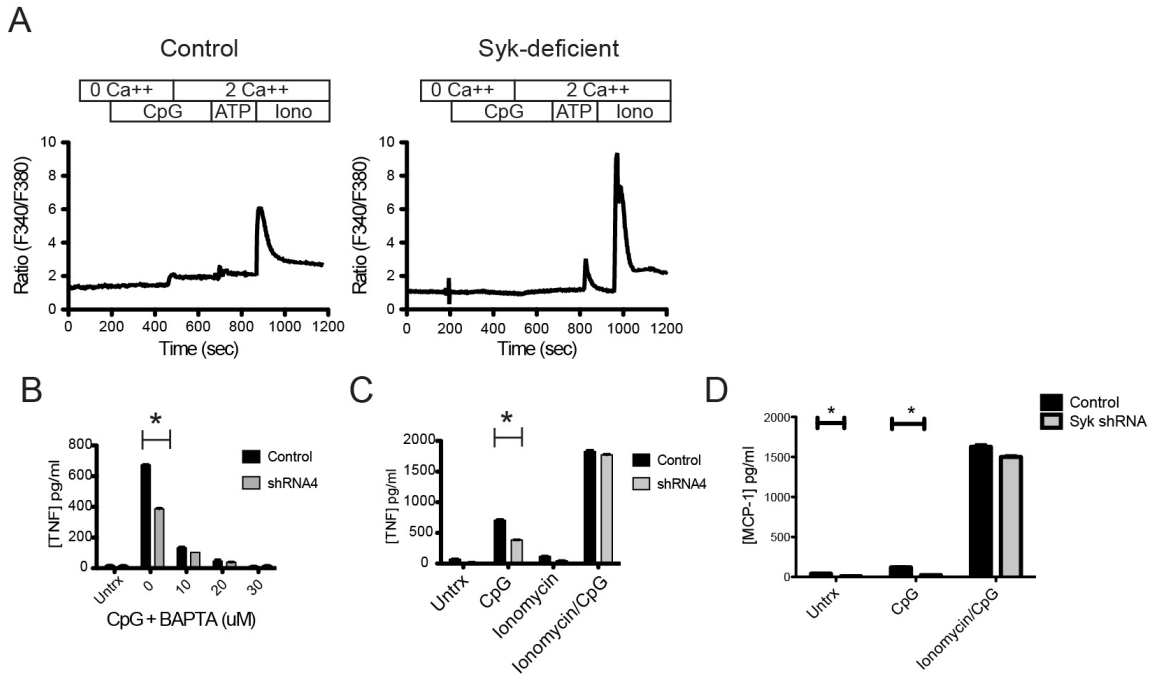 A
Control
Syk-deficient
0 Ca++ 2 Ca++
CpG ATP Iono
0 Ca++ 2 Ca++
CpG ATP Iono
Ratio (F340/F380)
10
8
6
4
2
0
0 200 400 600 800 1000 1200
Time (sec)
Ratio (F340/F380)
10
8
6
4
2
0
0 200 400 600 800 1000 1200
Time (sec)
B
*
[TNF] pg/ml
800
600
400
200
0
Untrx 0 10 20 30
CpG + BAPTA (uM)
Control
shRNA4
C
*
[TNF] pg/ml
2000
1500
1000
500
0
Untrx CpG Ionomycin Ionomycin/CpG
Control
shRNA4
D
* *
[MCP-1] pg/ml
2000
1500
1000
500
0
Untrx CpG Ionomycin/CpG
Control
Syk shRNA